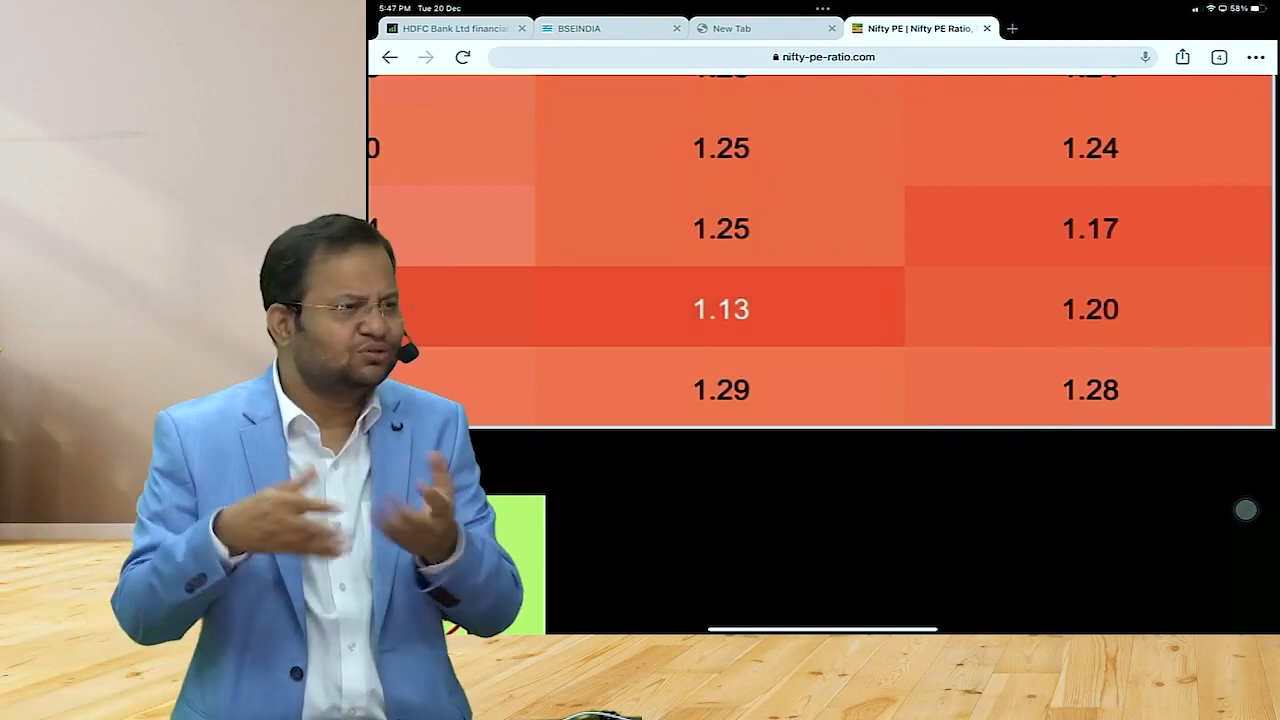 5:47 PM Tue 20 Dec
58%
HDFC Bank Ltd financial
BSEINDIA
New Tab
Nifty PE | Nifty PE Ratio,
nifty-pe-ratio.com
4
0 1.25 1.24
1.25 1.17
1.13 1.20
1.29 1.28